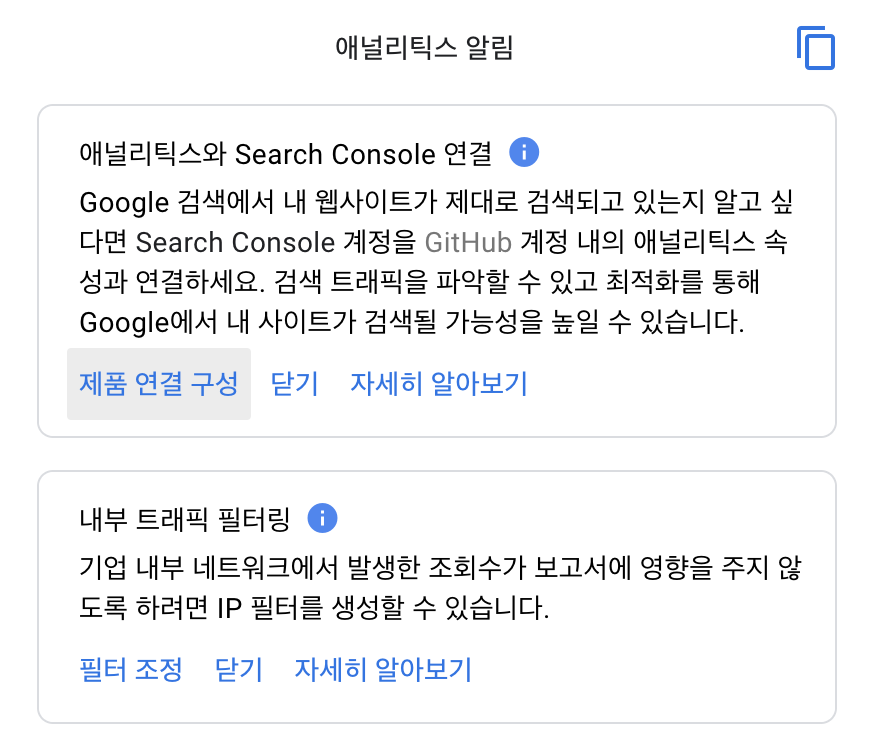 애널리틱스 알림
애널리틱스와 Search Console 연결
Google 검색에서 내 웹사이트가 제대로 검색되고 있는지 알고 싶
다면 Search Console 계정을 GitHub 계정 내의 애널리틱스 속
성과 연결하세요. 검색 트래픽을 파악할 수 있고 최적화를 통해
Google에서 내 사이트가 검색될 가능성을 높일 수 있습니다.
제품 연결 구성 닫기 자세히 알아보기
내부 트래픽 필터링
기업 내부 네트워크에서 발생한 조회수가 보고서에 영향을 주지 않
도록 하려면 IP 필터를 생성할 수 있습니다.
필터 조정 닫기 자세히 알아보기